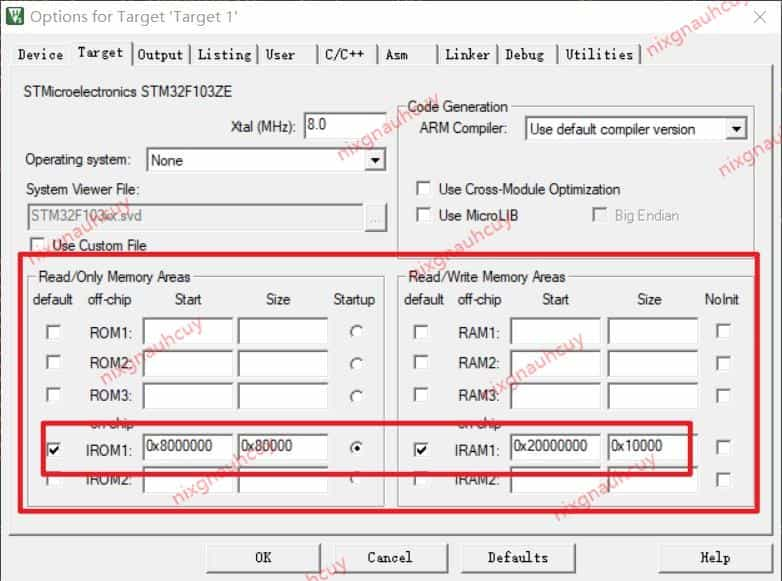 Options for Target 'Target 1'
Device Target Output Listing User C/C++ Asm Linker Debug Utilities
STMicroelectronics STM32F103ZE
Xtal (MHz): 8.0
Operating system: None
System Viewer File:
STM32F103xx.svd ...
Use Custom File
Code Generation
ARM Compiler: Use default compiler version
Use Cross-Module Optimization
Use MicroLIB Big Endian
Read/Only Memory Areas
default off-chip Start Size Startup
ROM1:
ROM2:
ROM3:
on-chip
IROM1: 0x8000000 0x80000
IROM2:
Read/Write Memory Areas
default off-chip Start Size NoInit
RAM1:
RAM2:
RAM3:
on-chip
IRAM1: 0x20000000 0x10000
IRAM2:
OK Cancel Defaults Help
nixgnauhcuy
nixgnauhcuy
nixgnauhcuy
nixgnauhcuy
nixgnauhcuy
nixgnauhcuy
nixgnauhcuy
nixgnauhcuy
nixgnauhcuy